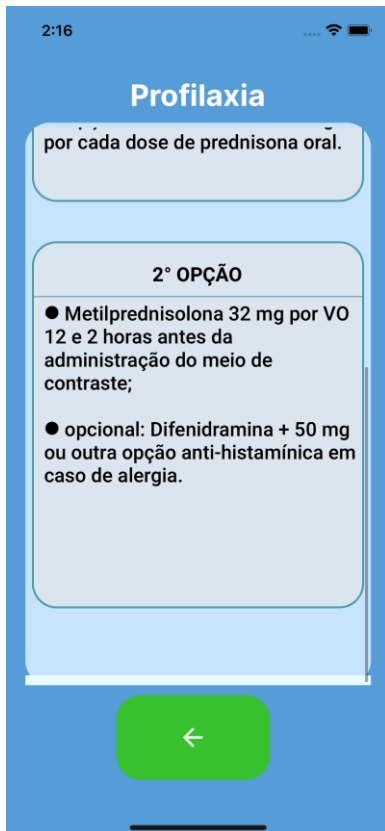 2:16
Profilaxia
por cada dose de prednisona oral.
2° OPÇÃO
● Metilprednisolona 32 mg por VO
12 e 2 horas antes da
administração do meio de
contraste;
● opcional: Difenidramina + 50 mg
ou outra opção anti-histamínica em
caso de alergia.